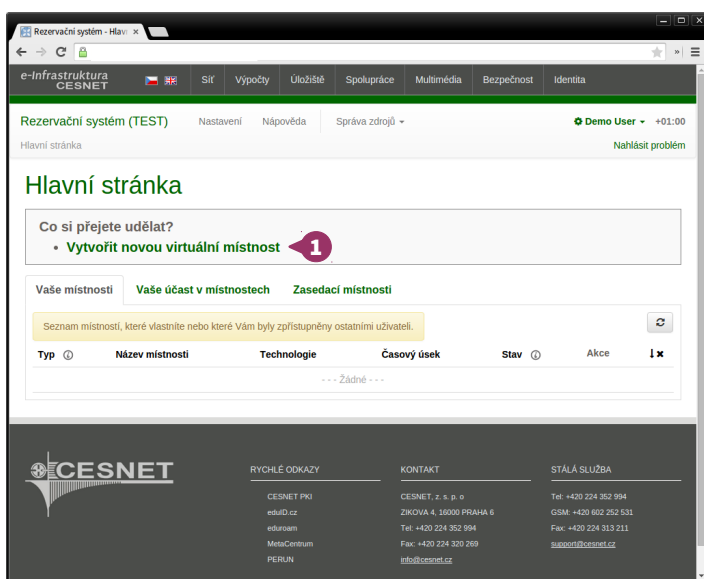 Rezervační systém - Hlav
e-Infrastruktura
CESNET
Síť Výpočty Úložiště Spolupráce Multimédia Bezpečnost Identita
Rezervační systém (TEST) Nastavení Nápověda Správa zdrojů Demo User +01:00
Hlavní stránka Nahlásit problém
Hlavní stránka
Co si přejete udělat?
• Vytvořit novou virtuální místnost 1
Vaše místnosti Vaše účast v místnostech Zasedací místnosti
Seznam místností, které vlastníte nebo které Vám byly zpřístupněny ostatními uživateli.
Typ Název místnosti Technologie Časový úsek Stav Akce
- - - Žádné - - -
CESNET
RYCHLÉ ODKAZY KONTAKT STÁLÁ SLUŽBA
CESNET PKI CESNET, z. s. p. o Tel: +420 224 352 994
eduID.cz ZIKOVA 4, 16000 PRAHA 6 GSM: +420 602 252 531
eduroam Tel: +420 224 352 994 Fax: +420 224 313 211
MetaCentrum Fax: +420 224 320 269 support@cesnet.cz
PERUN info@cesnet.cz